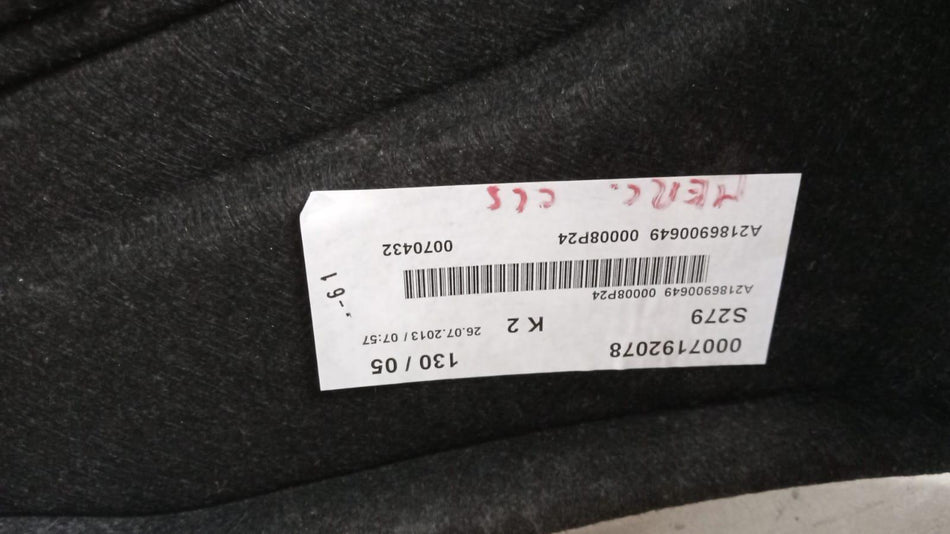 0007192078 130 / 05
S279 K 2 26.07.2013 / 07:57
A2186900649 00008P24
A2186900649 00008P24 0070432
MERC. CLS